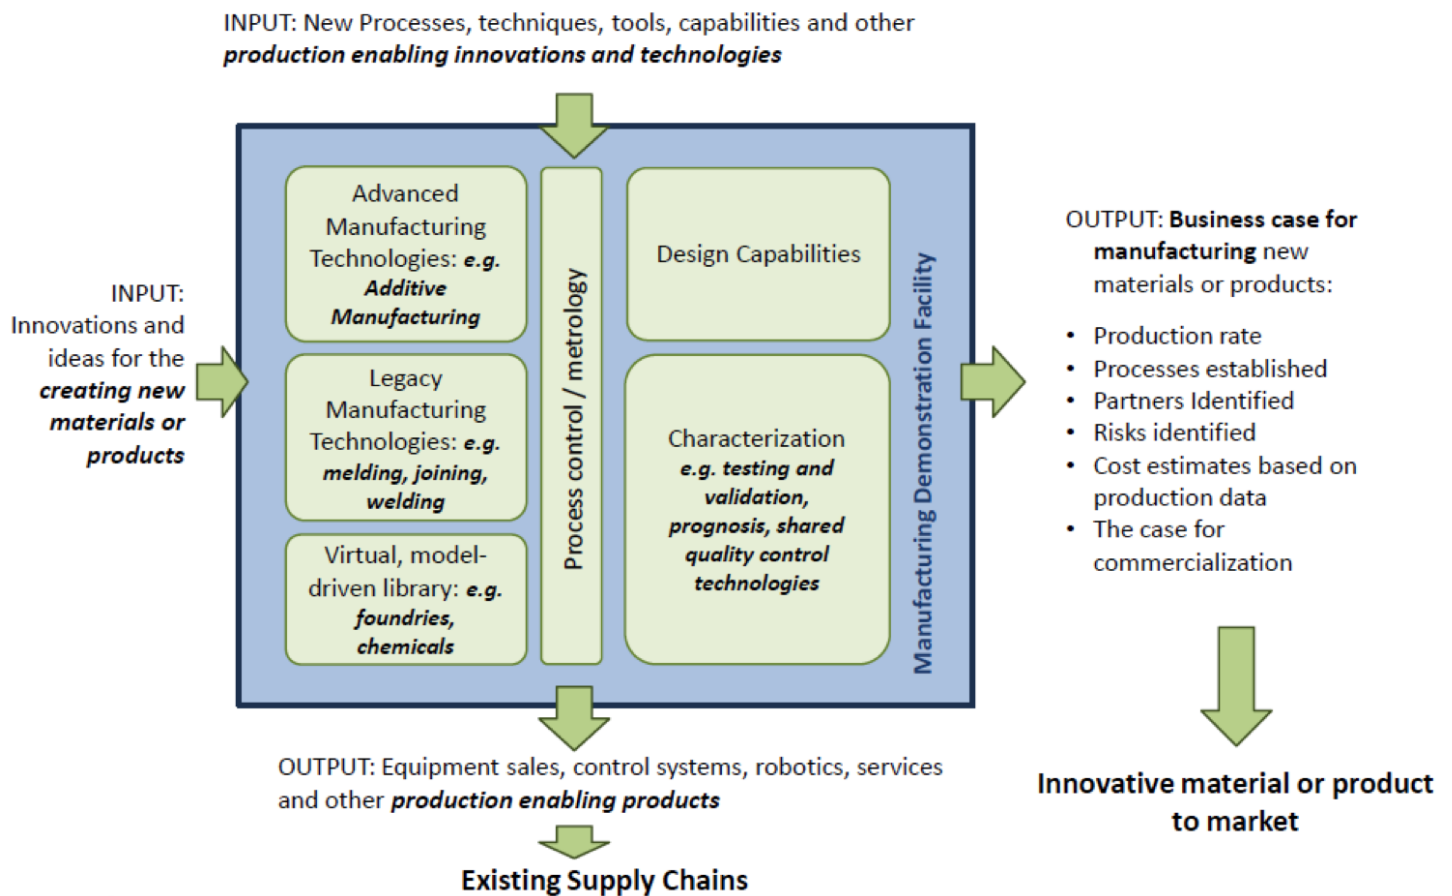 INPUT: New Processes, techniques, tools, capabilities and other
production enabling innovations and technologies
INPUT:
Innovations and
ideas for the
creating new
materials or
products
Advanced
Manufacturing
Technologies: e.g.
Additive
Manufacturing
Legacy
Manufacturing
Technologies: e.g.
melding, joining,
welding
Virtual, model-
driven library: e.g.
foundries,
chemicals
Process control / metrology
Design Capabilities
Characterization
e.g. testing and
validation,
prognosis, shared
quality control
technologies
Manufacturing Demonstration Facility
OUTPUT: Business case for
manufacturing new
materials or products:
• Production rate
• Processes established
• Partners Identified
• Risks identified
• Cost estimates based on
production data
• The case for
commercialization
Innovative material or product
to market
OUTPUT: Equipment sales, control systems, robotics, services
and other production enabling products
Existing Supply Chains